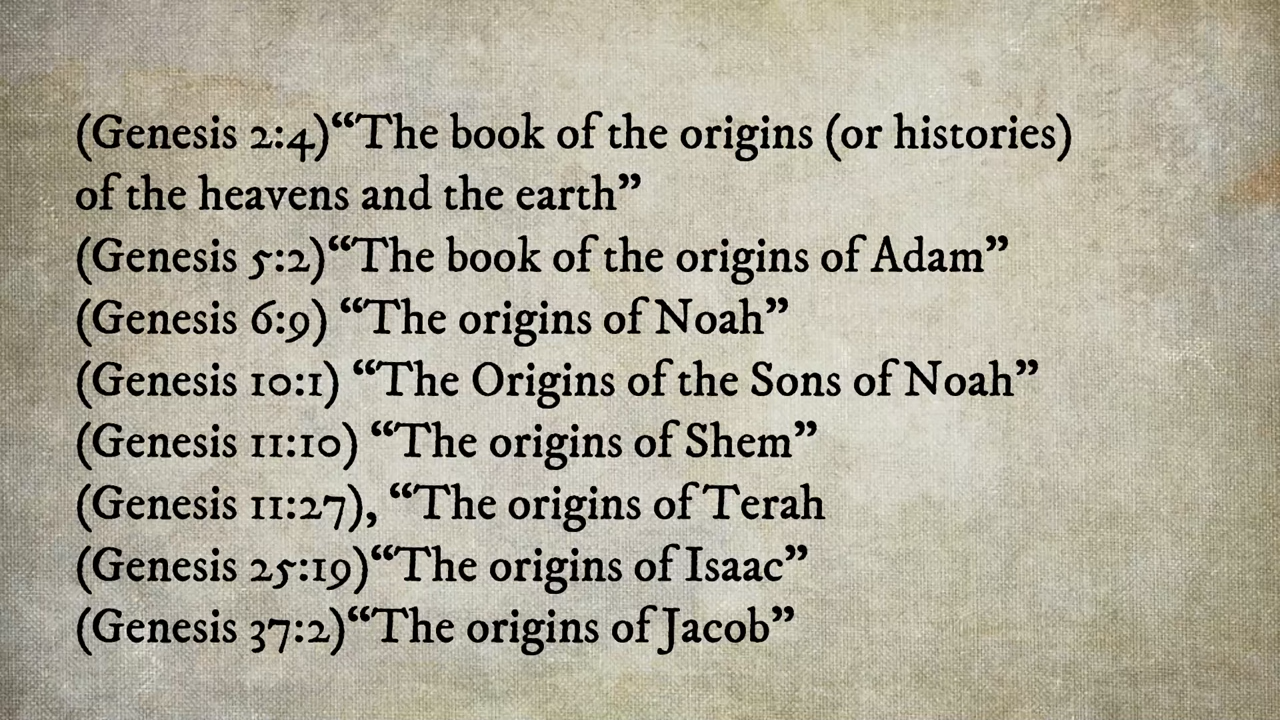 (Genesis 2:4)“The book of the origins (or histories)
of the heavens and the earth”
(Genesis 5:2)“The book of the origins of Adam”
(Genesis 6:9) “The origins of Noah”
(Genesis 10:1) “The Origins of the Sons of Noah”
(Genesis 11:10) “The origins of Shem”
(Genesis 11:27), “The origins of Terah
(Genesis 25:19)“The origins of Isaac”
(Genesis 37:2)“The origins of Jacob”